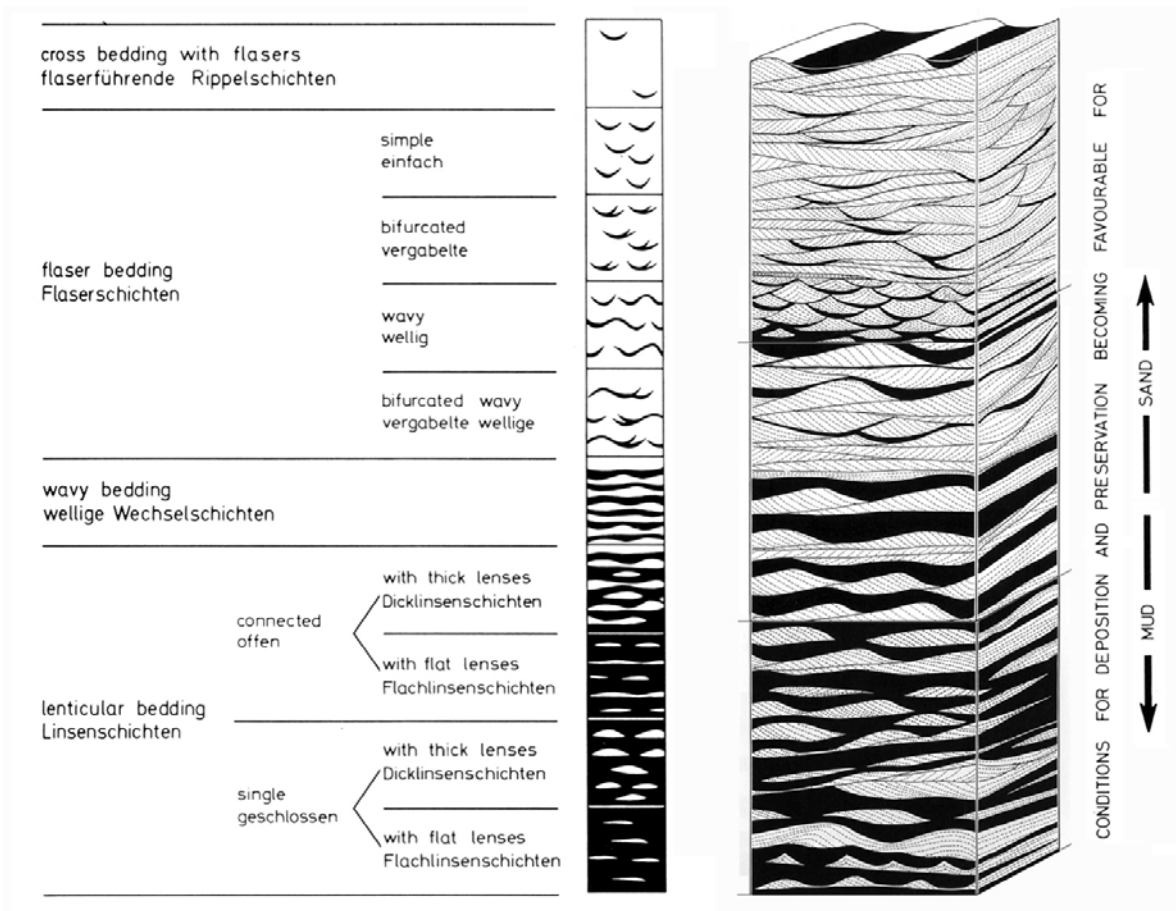 cross bedding with flasers
flaserführende Rippelschichten
flaser bedding
Flaserschichten
simple
einfach
bifurcated
vergabelte
wavy
wellig
bifurcated wavy
vergabelte wellige
wavy bedding
wellige Wechselschichten
lenticular bedding
Linsenschichten
connected
offen
with thick lenses
Dicklinsenschichten
with flat lenses
Flachlinsenschichten
single
geschlossen
with thick lenses
Dicklinsenschichten
with flat lenses
Flachlinsenschichten
CONDITIONS FOR DEPOSITION AND PRESERVATION BECOMING FAVOURABLE FOR
SAND
MUD